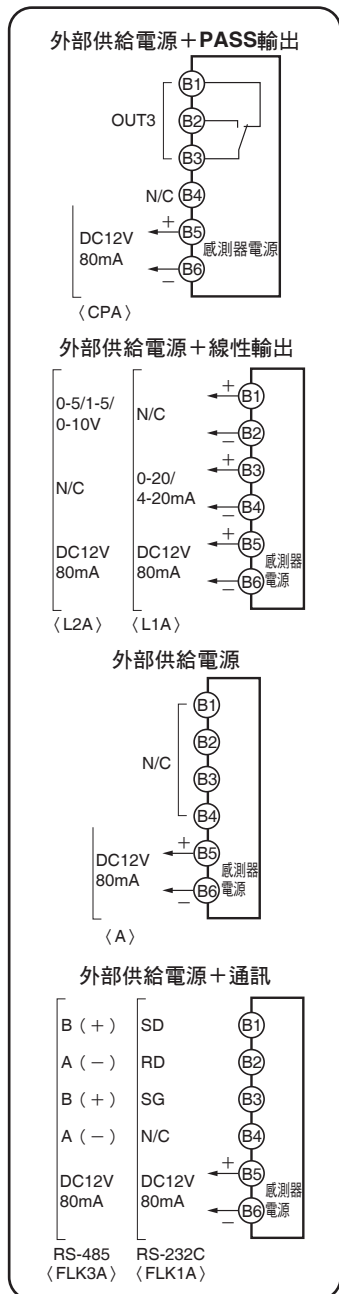 外部供給電源＋PASS輸出
B1
OUT3
B2
B3
N/C B4
DC12V 80mA
＋ B5
感測器電源
－ B6
〈CPA〉
外部供給電源＋線性輸出
0-5/1-5/
0-10V
N/C
DC12V
80mA
〈L2A〉
N/C
0-20/
4-20mA
DC12V
80mA
〈L1A〉
＋ B1
－ B2
＋ B3
－ B4
＋ B5
－ B6
感測器
電源
外部供給電源
B1
B2
N/C
B3
B4
DC12V
80mA
＋ B5
－ B6
感測器
電源
〈A〉
外部供給電源＋通訊
B（＋） SD B1
A（－） RD B2
B（＋） SG B3
A（－） N/C B4
DC12V DC12V ＋ B5
80mA 80mA － B6
感測器
電源
RS-485 RS-232C
〈FLK3A〉 〈FLK1A〉